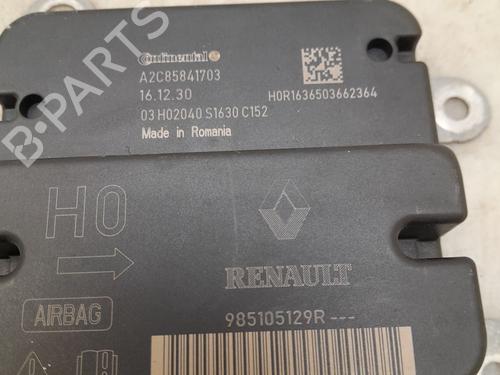 Continental
A2C85841703
16.12.30
H0R1636503662364
03 H02040 S1630 C152
Made in Romania
H0
RENAULT
AIRBAG
985105129R ---
B-PARTS